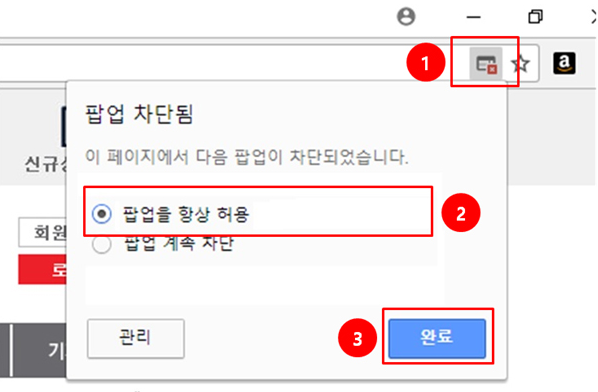 1
a
팝업 차단됨
이 페이지에서 다음 팝업이 차단되었습니다.
신규
팝업을 항상 허용
2
회원
팝업 계속 차단
로
관리
3
완료
기